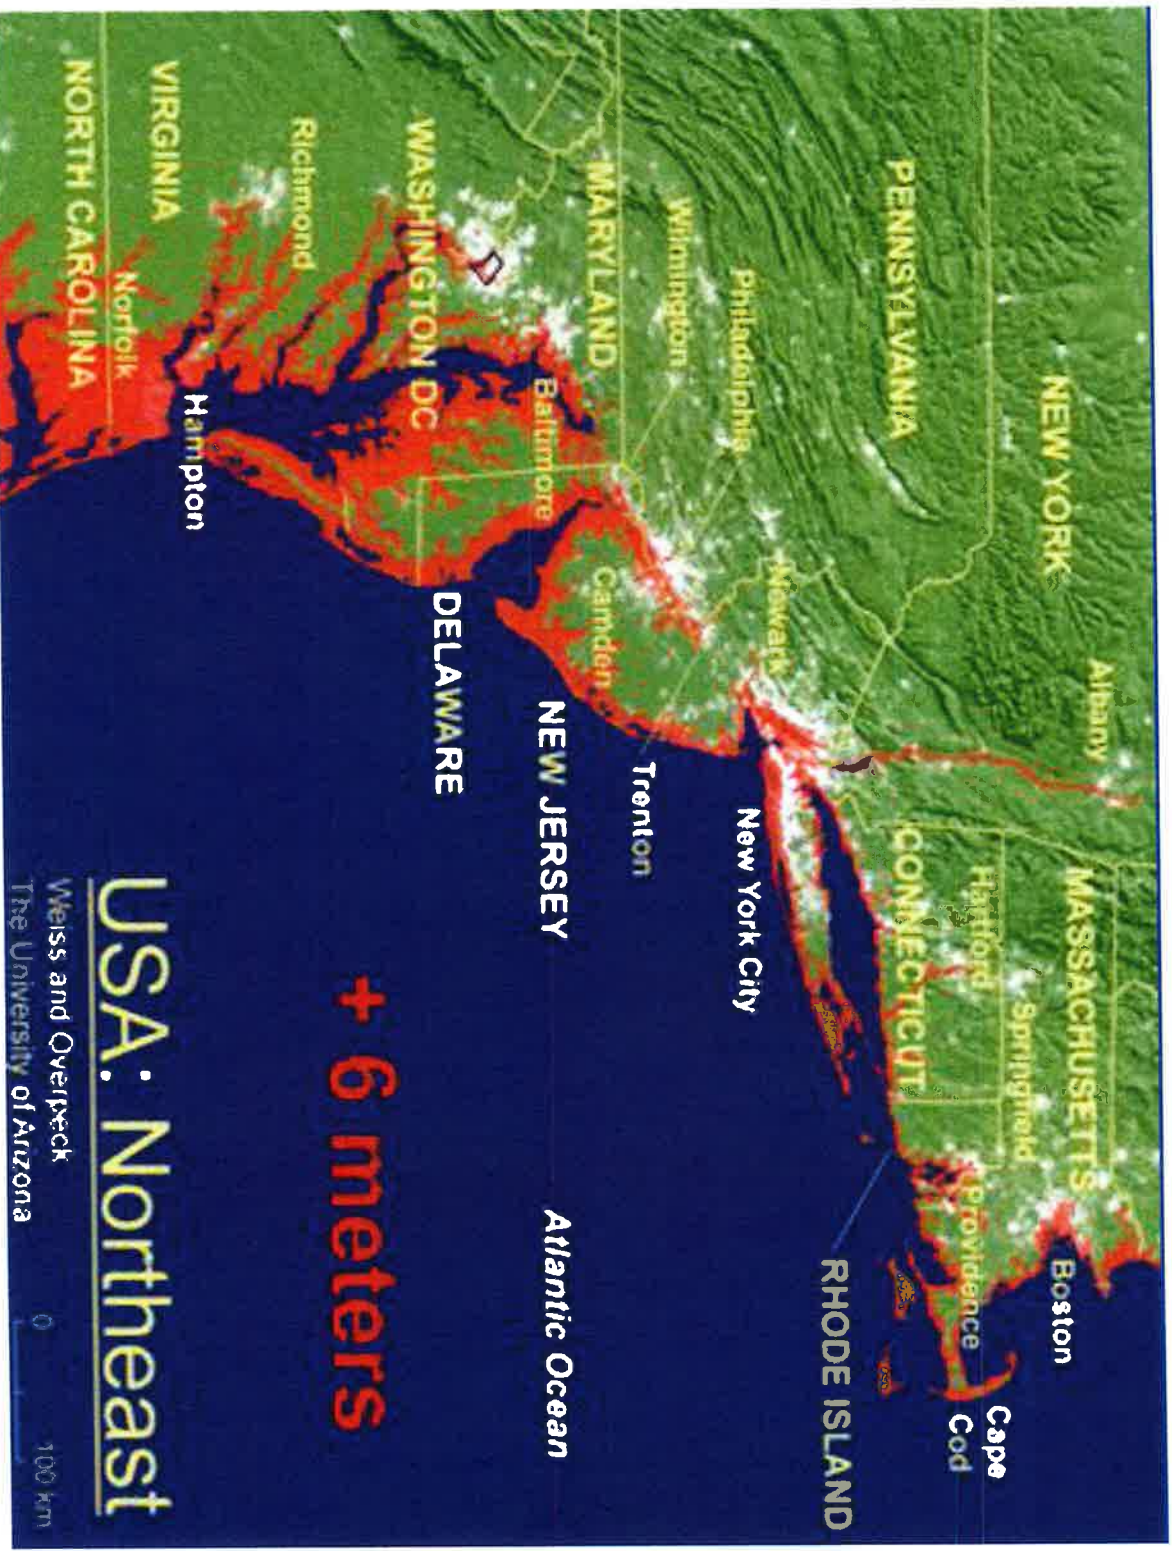 NEW YORK
Albany
MASSACHUSETTS
Boston
Springfield
Hartford
Providence
Cape
Cod
PENNSYLVANIA
CONNECTICUT
RHODE ISLAND
Newark
New York City
Philadelphia
Trenton
Wilmington
Camden
MARYLAND
NEW JERSEY
Atlantic Ocean
Baltimore
DELAWARE
WASHINGTON DC
+ 6 meters
Richmond
Hampton
VIRGINIA
Norfolk
NORTH CAROLINA
USA: Northeast
Weiss and Overpeck
The University of Arizona
0 100 km